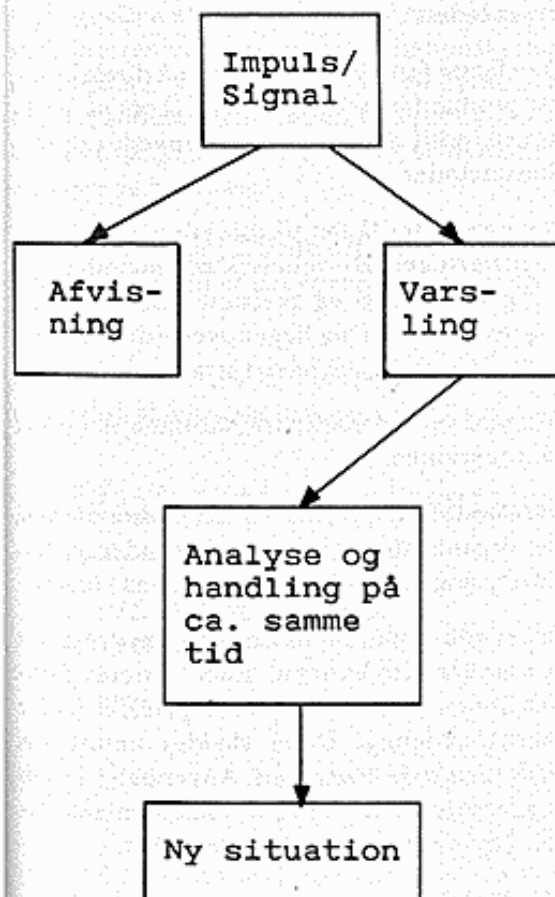 Impuls/
Signal
Afvis-
ning
Vars-
ling
Analyse og
handling på
ca. samme
tid
Ny situation